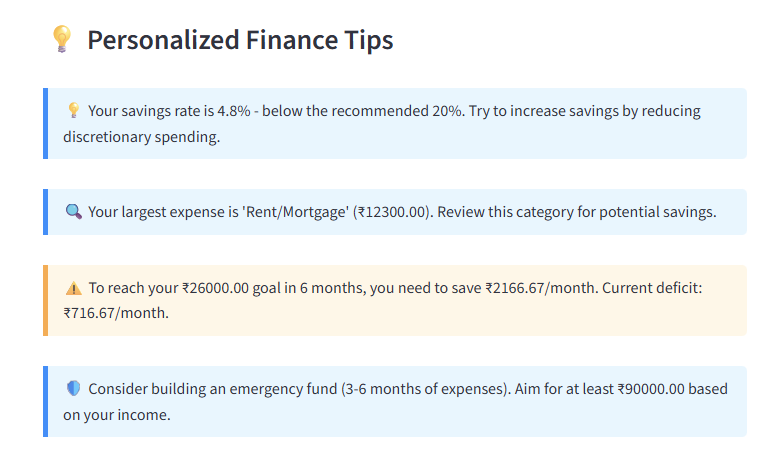 💡 Personalized Finance Tips
💡 Your savings rate is 4.8% - below the recommended 20%. Try to increase savings by reducing
discretionary spending.
🔍 Your largest expense is 'Rent/Mortgage' (₹12300.00). Review this category for potential savings.
⚠️ To reach your ₹26000.00 goal in 6 months, you need to save ₹2166.67/month. Current deficit:
₹716.67/month.
🛡️ Consider building an emergency fund (3-6 months of expenses). Aim for at least ₹90000.00 based
on your income.